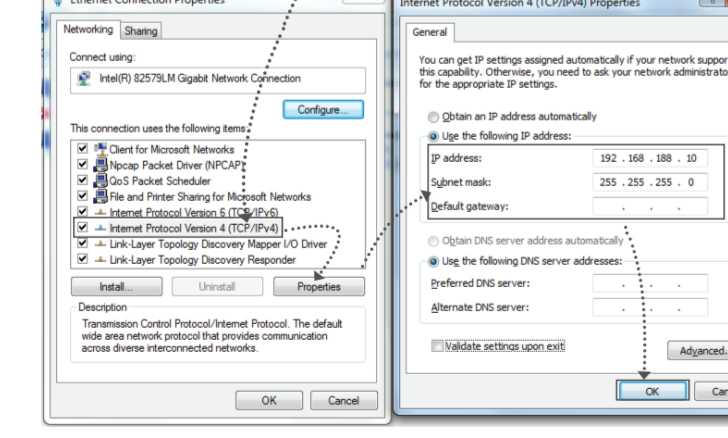 Ethernet Connection Properties
Networking
Sharing
Connect using:
Intel(R) 82579LM Gigabit Network Connection
Configure...
This connection uses the following items:
Client for Microsoft Networks
Npcap Packet Driver (NPCAP)
QoS Packet Scheduler
File and Printer Sharing for Microsoft Networks
Internet Protocol Version 6 (TCP/IPv6)
Internet Protocol Version 4 (TCP/IPv4)
Link-Layer Topology Discovery Mapper I/O Driver
Link-Layer Topology Discovery Responder
Install...
Uninstall
Properties
Description
Transmission Control Protocol/Internet Protocol. The default
wide area network protocol that provides communication
across diverse interconnected networks.
OK
Cancel
Internet Protocol Version 4 (TCP/IPv4) Properties
General
You can get IP settings assigned automatically if your network suppor
this capability. Otherwise, you need to ask your network administrato
for the appropriate IP settings.
Obtain an IP address automatically
Use the following IP address:
IP address: 192 . 168 . 188 . 10
Subnet mask: 255 . 255 . 255 . 0
Default gateway: . . .
Obtain DNS server address automatically
Use the following DNS server addresses:
Preferred DNS server: . . .
Alternate DNS server: . . .
Validate settings upon exit
Advanced.
OK
Can